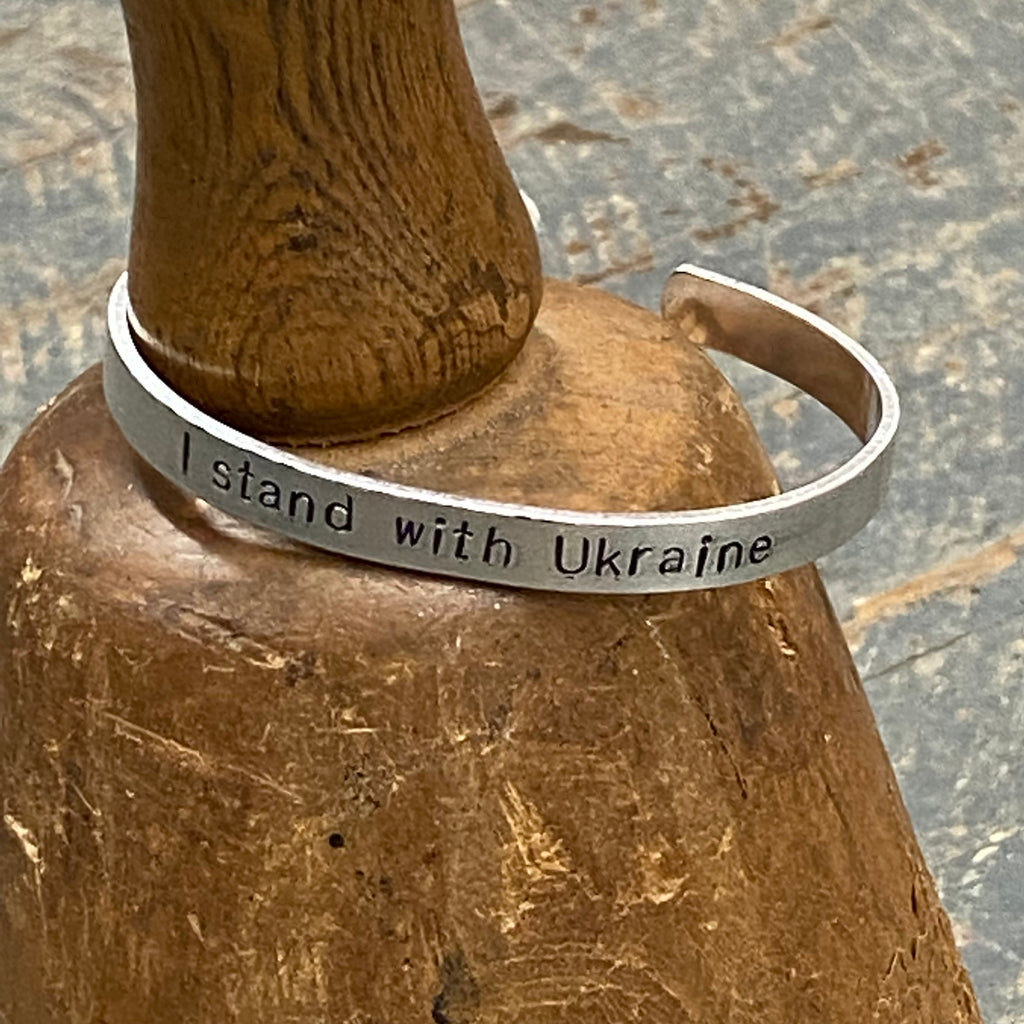 I stand with Ukraine